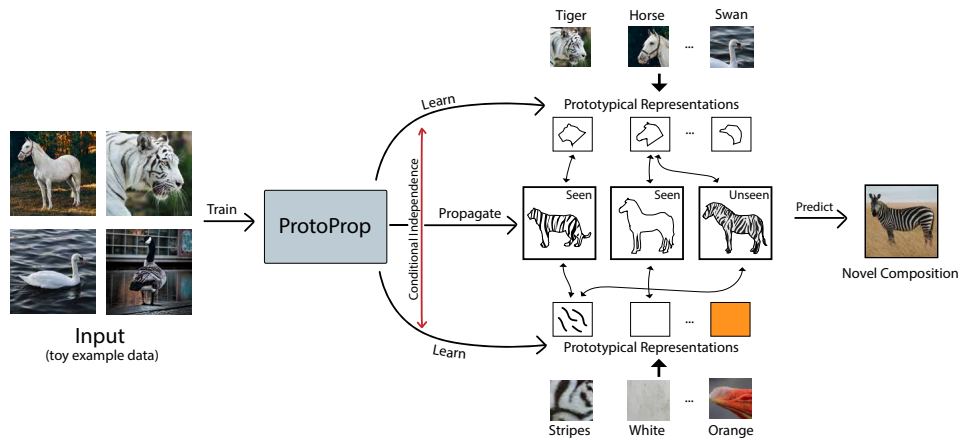 Tiger Horse Swan
...
Learn
Prototypical Representations
...
Train
ProtoProp
Conditional Independence
Propagate
Seen
Seen
Unseen
Predict
Novel Composition
Input
(toy example data)
...
Learn
Prototypical Representations
...
Stripes White Orange